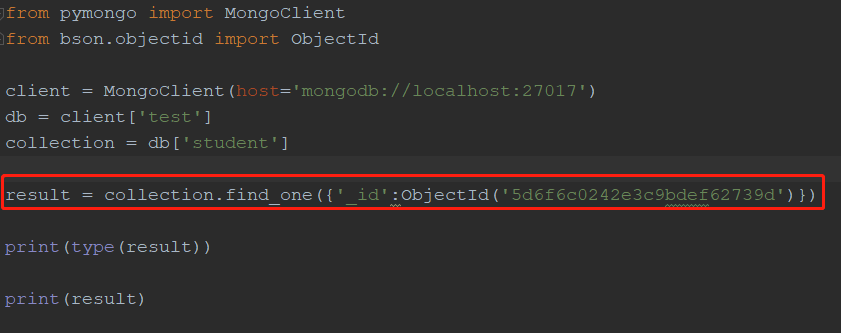 from pymongo import MongoClient
from bson.objectid import ObjectId
client = MongoClient(host='mongodb://localhost:27017')
db = client['test']
collection = db['student']
result = collection.find_one({'_id':ObjectId('5d6f6c0242e3c9bdef62739d')})
print(type(result))
print(result)